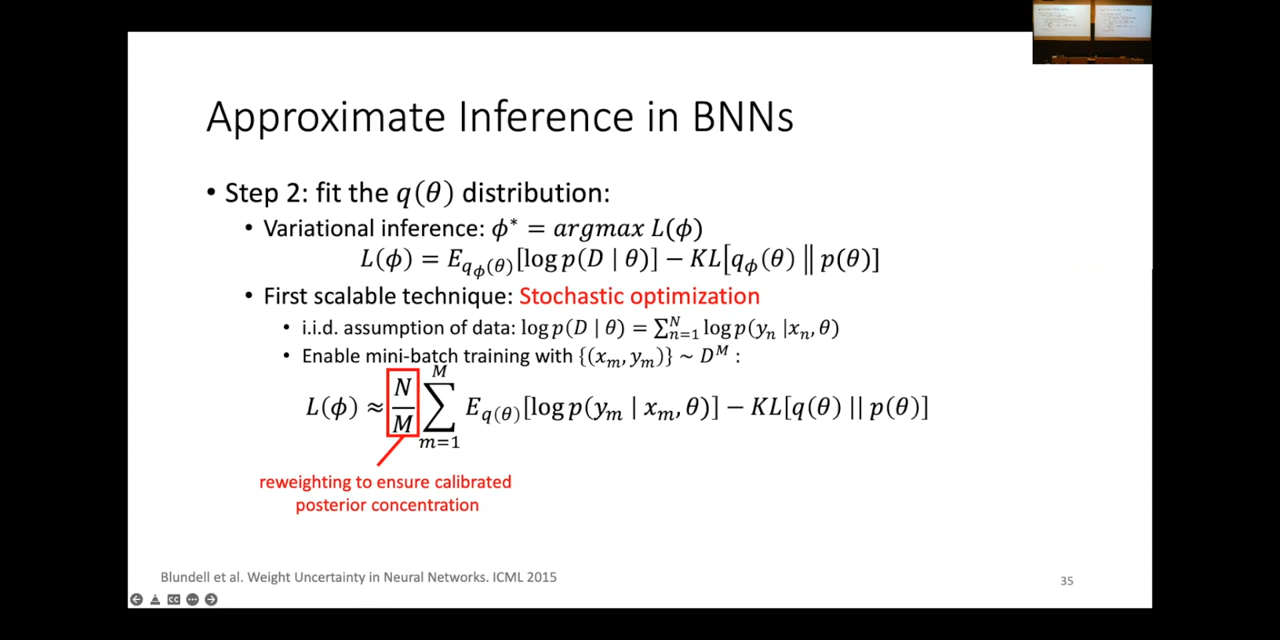 Approximate Inference in BNNs
• Step 2: fit the q(θ) distribution:
• Variational inference: ϕ* = argmax L(ϕ)
L(ϕ) = E_{q_ϕ(θ)}[log p(D | θ)] − KL[q_ϕ(θ) || p(θ)]
• First scalable technique: Stochastic optimization
• i.i.d. assumption of data: log p(D | θ) = ∑_{n=1}^{N} log p(y_n |x_n, θ)
• Enable mini-batch training with {(x_m, y_m)} ~ D^M :
L(ϕ) ≈ N/M ∑_{m=1}^{M} E_{q(θ)}[log p(y_m | x_m, θ)] − KL[q(θ) || p(θ)]
reweighting to ensure calibrated
posterior concentration
Blundell et al. Weight Uncertainty in Neural Networks. ICML 2015
35
CC